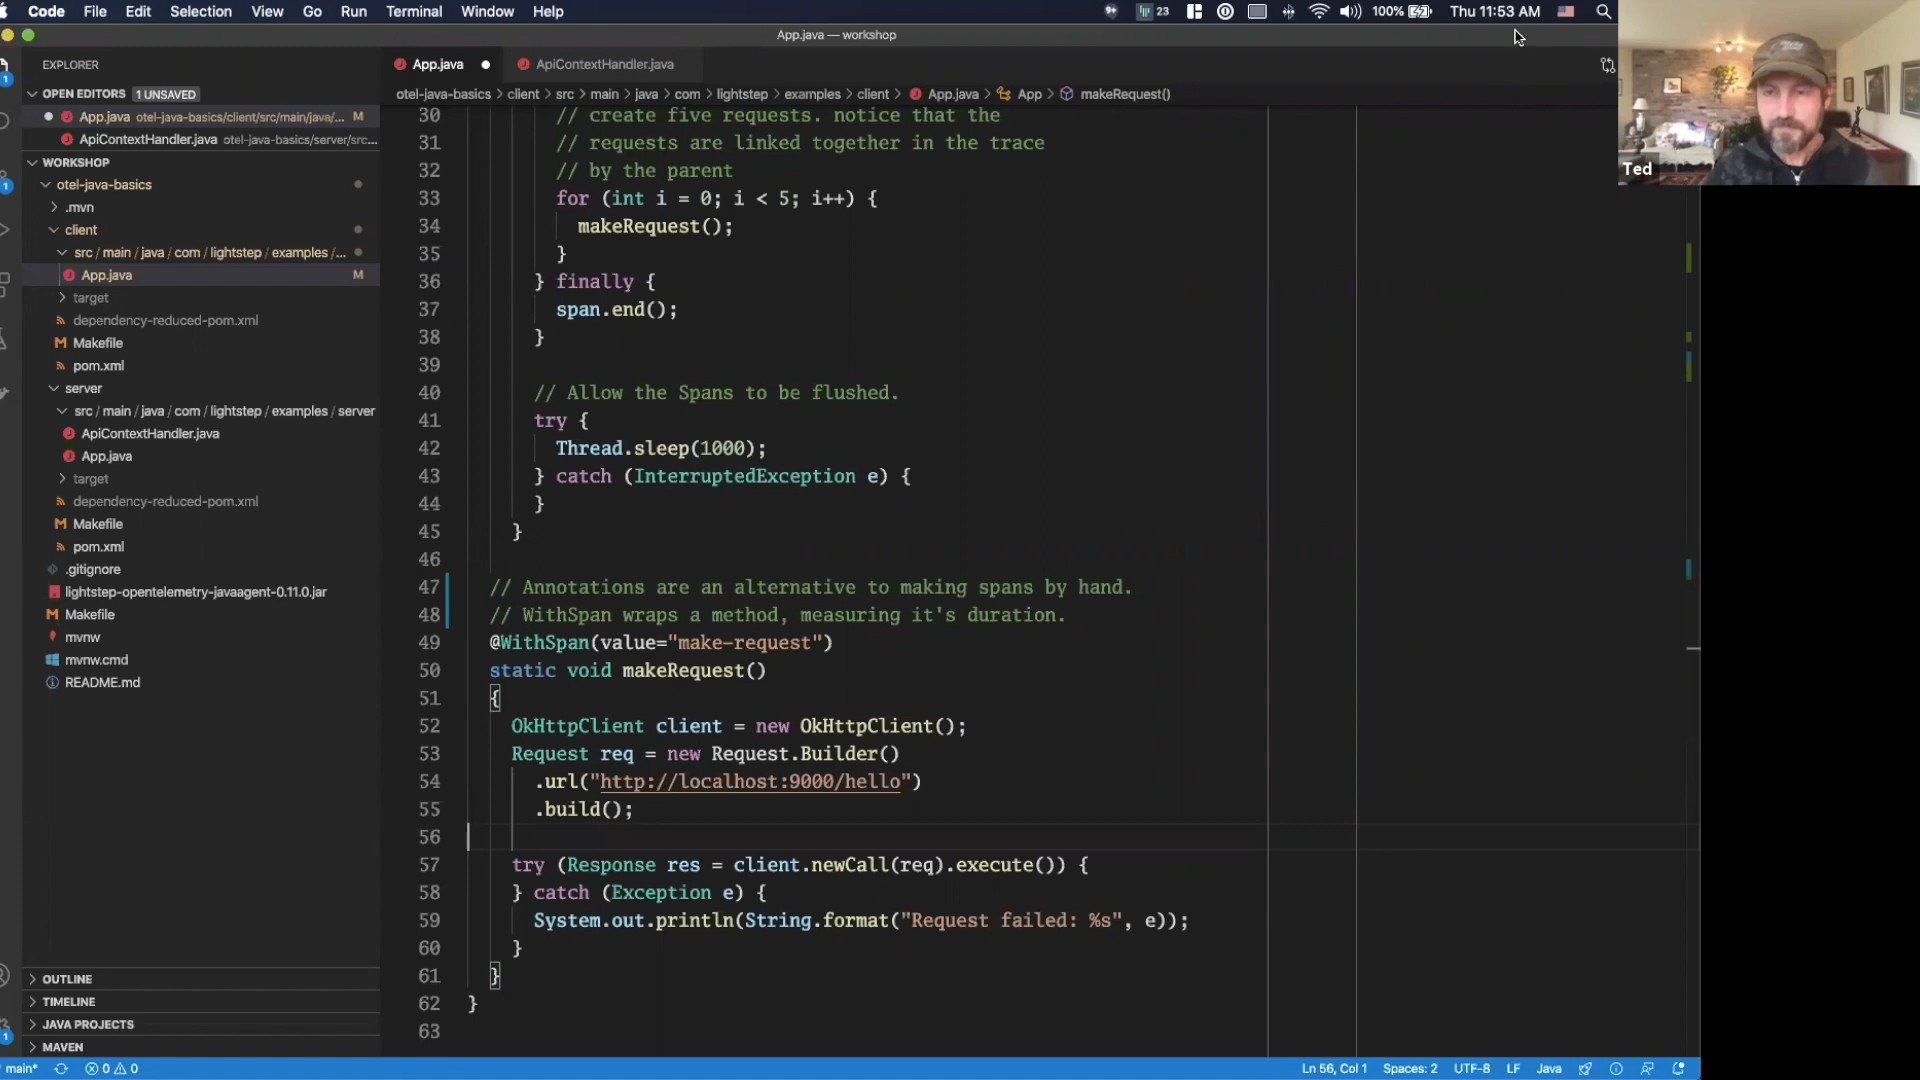 Code File Edit Selection View Go Run Terminal Window Help 9+ 23 100% Thu 11:53 AM
App.java — workshop
EXPLORER
App.java
ApiContextHandler.java
OPEN EDITORS 1 UNSAVED
otel-java-basics > client > src > main > java > com > lightstep > examples > client > App.java > App > makeRequest()
App.java otel-java-basics/client/src/main/java/...
ApiContextHandler.java otel-java-basics/server/src...
WORKSHOP
otel-java-basics
.mvn
client
src / main / java / com / lightstep / examples /...
App.java M
target
dependency-reduced-pom.xml
Makefile
pom.xml
server
src / main / java / com / lightstep / examples / server
ApiContextHandler.java
App.java
target
dependency-reduced-pom.xml
Makefile
pom.xml
.gitignore
lightstep-opentelemetry-javaagent-0.11.0.jar
Makefile
mvnw
mvnw.cmd
README.md
OUTLINE
TIMELINE
JAVA PROJECTS
MAVEN
30 // create five requests. notice that the
31 // requests are linked together in the trace
32 // by the parent
33 for (int i = 0; i < 5; i++) {
34 makeRequest();
35 }
36 } finally {
37 span.end();
38 }
39
40 // Allow the Spans to be flushed.
41 try {
42 Thread.sleep(1000);
43 } catch (InterruptedException e) {
44 }
45 }
46
47 // Annotations are an alternative to making spans by hand.
48 // WithSpan wraps a method, measuring it's duration.
49 @WithSpan(value="make-request")
50 static void makeRequest()
51 {
52 OkHttpClient client = new OkHttpClient();
53 Request req = new Request.Builder()
54 .url("http://localhost:9000/hello")
55 .build();
56
57 try (Response res = client.newCall(req).execute()) {
58 } catch (Exception e) {
59 System.out.println(String.format("Request failed: %s", e));
60 }
61 }
62 }
63
Ted
main* 0 0 Ln 56, Col 1 Spaces: 2 UTF-8 LF Java